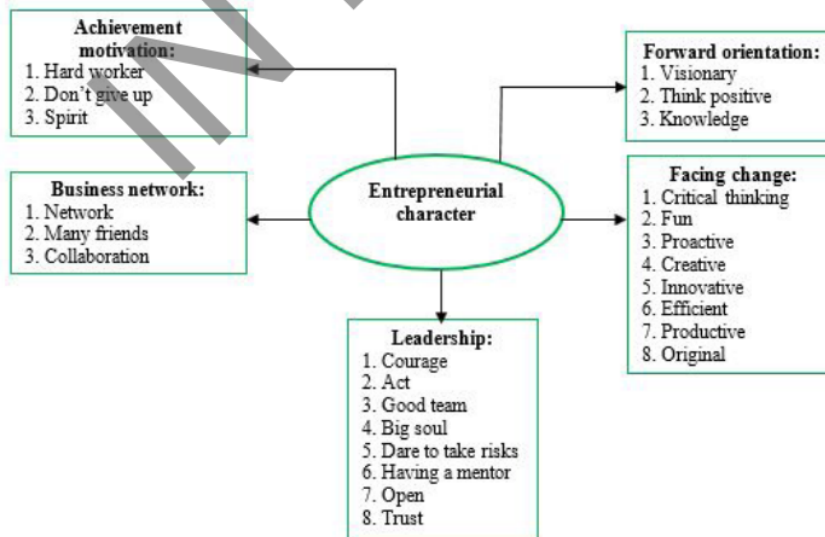 Achievement
motivation:
1. Hard worker
2. Don't give up
3. Spirit
Forward orientation:
1. Visionary
2. Think positive
3. Knowledge
Entrepreneurial
character
Business network:
1. Network
2. Many friends
3. Collaboration
Facing change:
1. Critical thinking
2. Fun
3. Proactive
4. Creative
5. Innovative
6. Efficient
7. Productive
8. Original
Leadership:
1. Courage
2. Act
3. Good team
4. Big soul
5. Dare to take risks
6. Having a mentor
7. Open
8. Trust